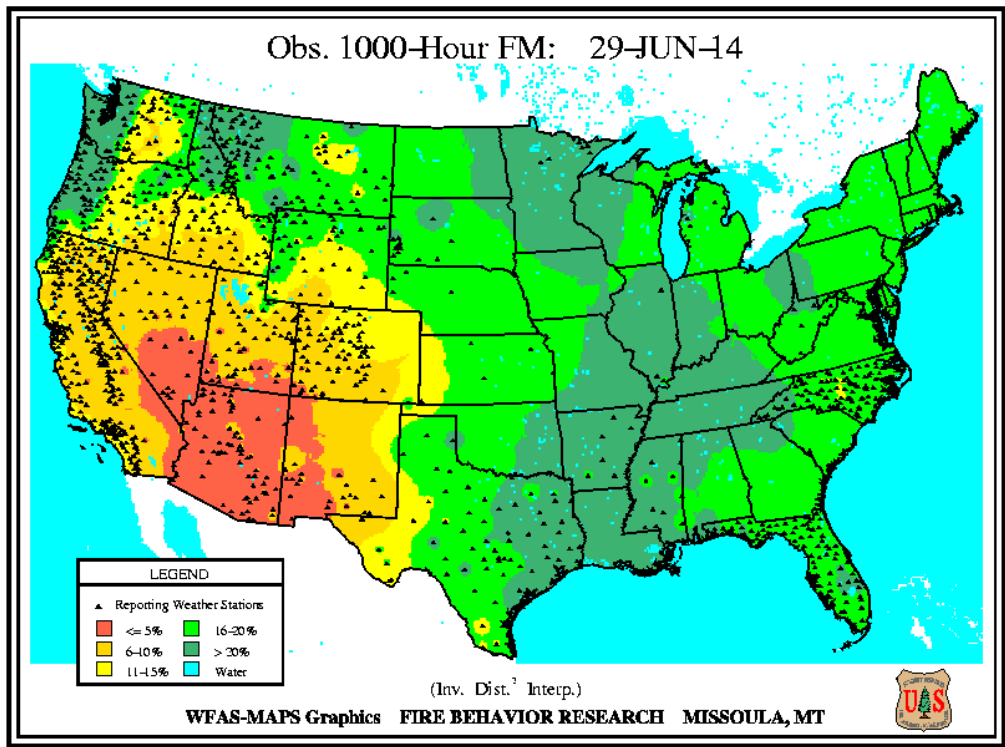 Obs. 1000-Hour FM: 29-JUN-14
LEGEND
Reporting Weather Stations
<= 5% 16-20%
6-10% > 20%
11-15% Water
(Inv. Dist.² Interp.)
WFAS-MAPS Graphics FIRE BEHAVIOR RESEARCH MISSOULA, MT
U S